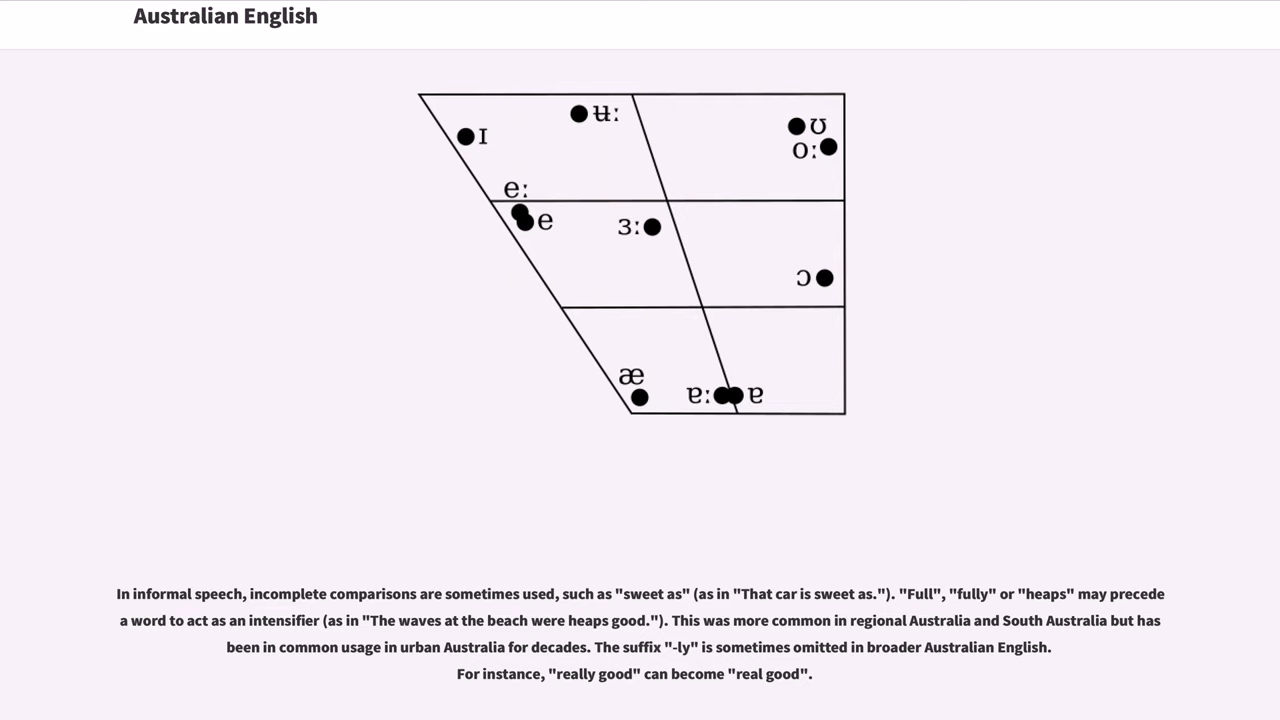 Australian English
ʉː
ɪ
ʊ
oː
eː
e
ɜː
ɔ
æ
ɐː
ɐ
In informal speech, incomplete comparisons are sometimes used, such as "sweet as" (as in "That car is sweet as."). "Full", "fully" or "heaps" may precede
a word to act as an intensifier (as in "The waves at the beach were heaps good."). This was more common in regional Australia and South Australia but has
been in common usage in urban Australia for decades. The suffix "-ly" is sometimes omitted in broader Australian English.
For instance, "really good" can become "real good".